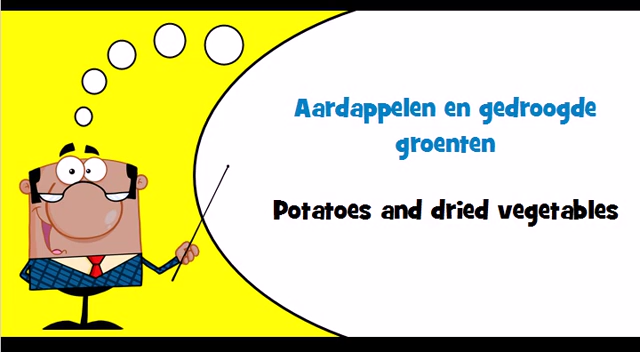 Aardappelen en gedroogde
groenten
Potatoes and dried vegetables